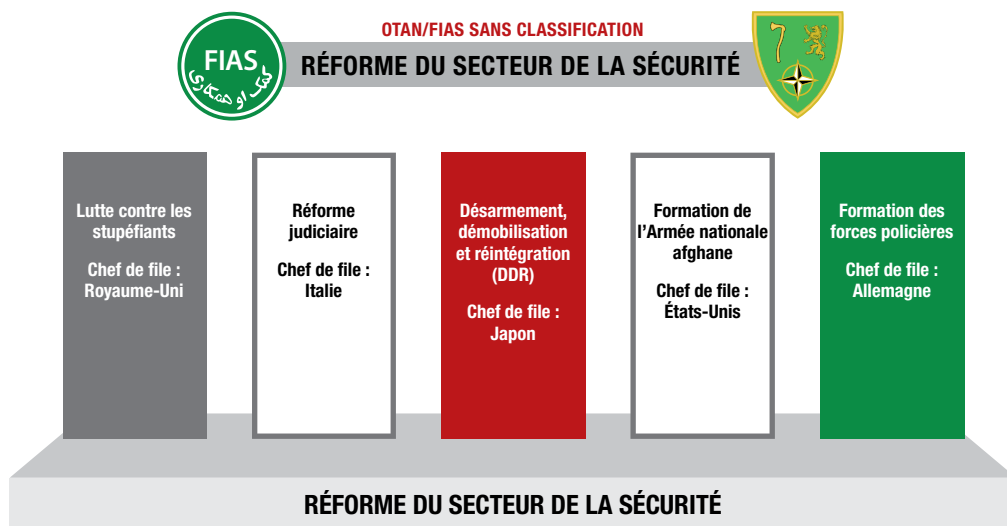 OTAN/FIAS SANS CLASSIFICATION
FIAS
کمک او همکاری
RÉFORME DU SECTEUR DE LA SÉCURITÉ
Lutte contre les
stupéfiants
Chef de file :
Royaume-Uni
Réforme
judiciaire
Chef de file :
Italie
Désarmement,
démobilisation
et réintégration
(DDR)
Chef de file :
Japon
Formation de
l’Armée nationale
afghane
Chef de file :
États-Unis
Formation des
forces policières
Chef de file :
Allemagne
RÉFORME DU SECTEUR DE LA SÉCURITÉ